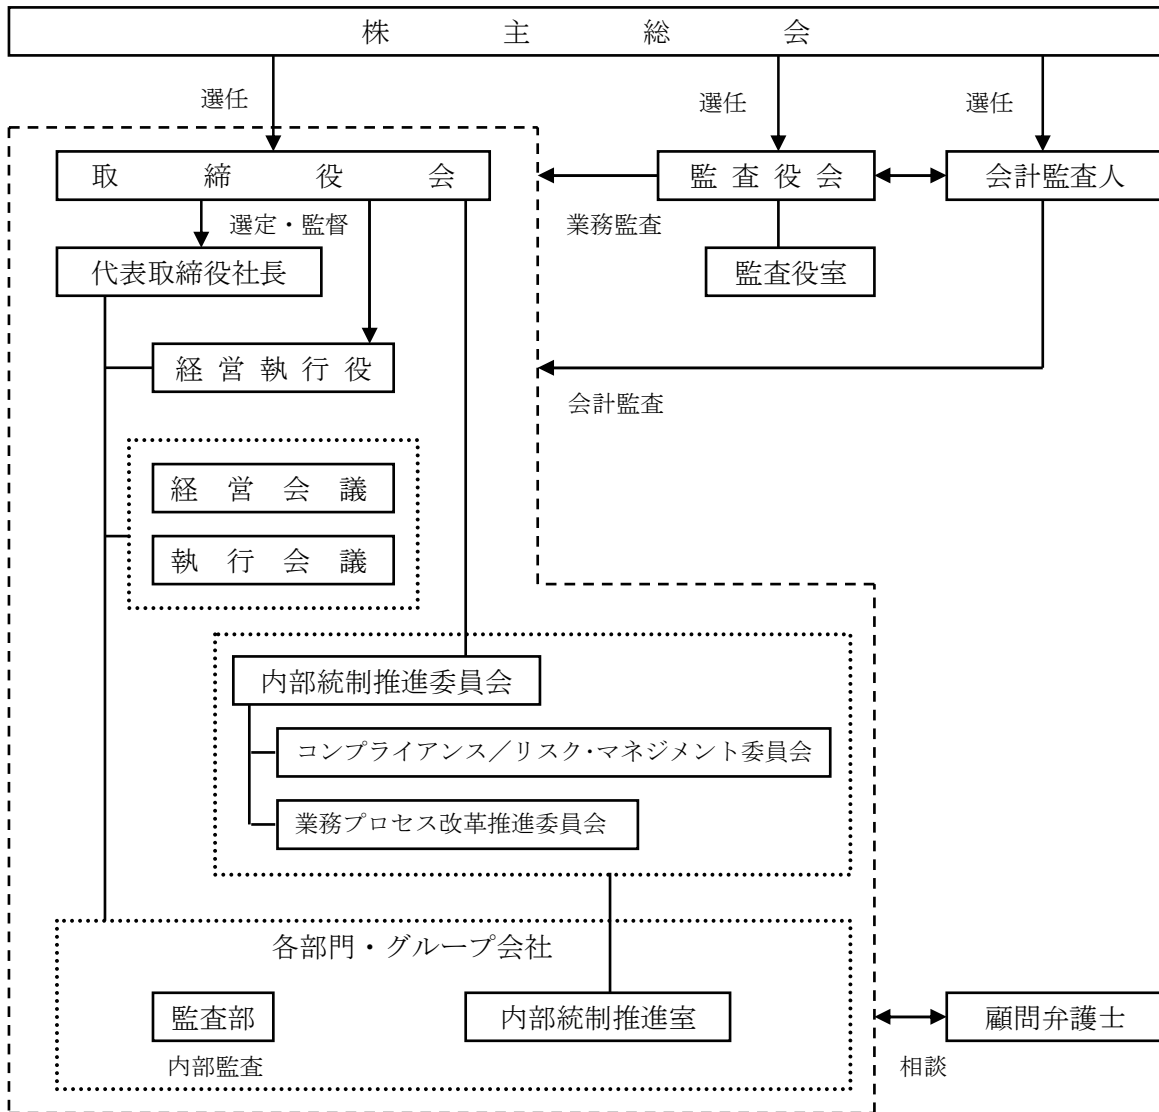 株主総会
選任
選任
選任
取締役会
監査役会
会計監査人
選定・監督
業務監査
代表取締役社長
監査役室
経営執行役
会計監査
経営会議
執行会議
内部統制推進委員会
コンプライアンス／リスク・マネジメント委員会
業務プロセス改革推進委員会
各部門・グループ会社
監査部
内部統制推進室
顧問弁護士
内部監査
相談